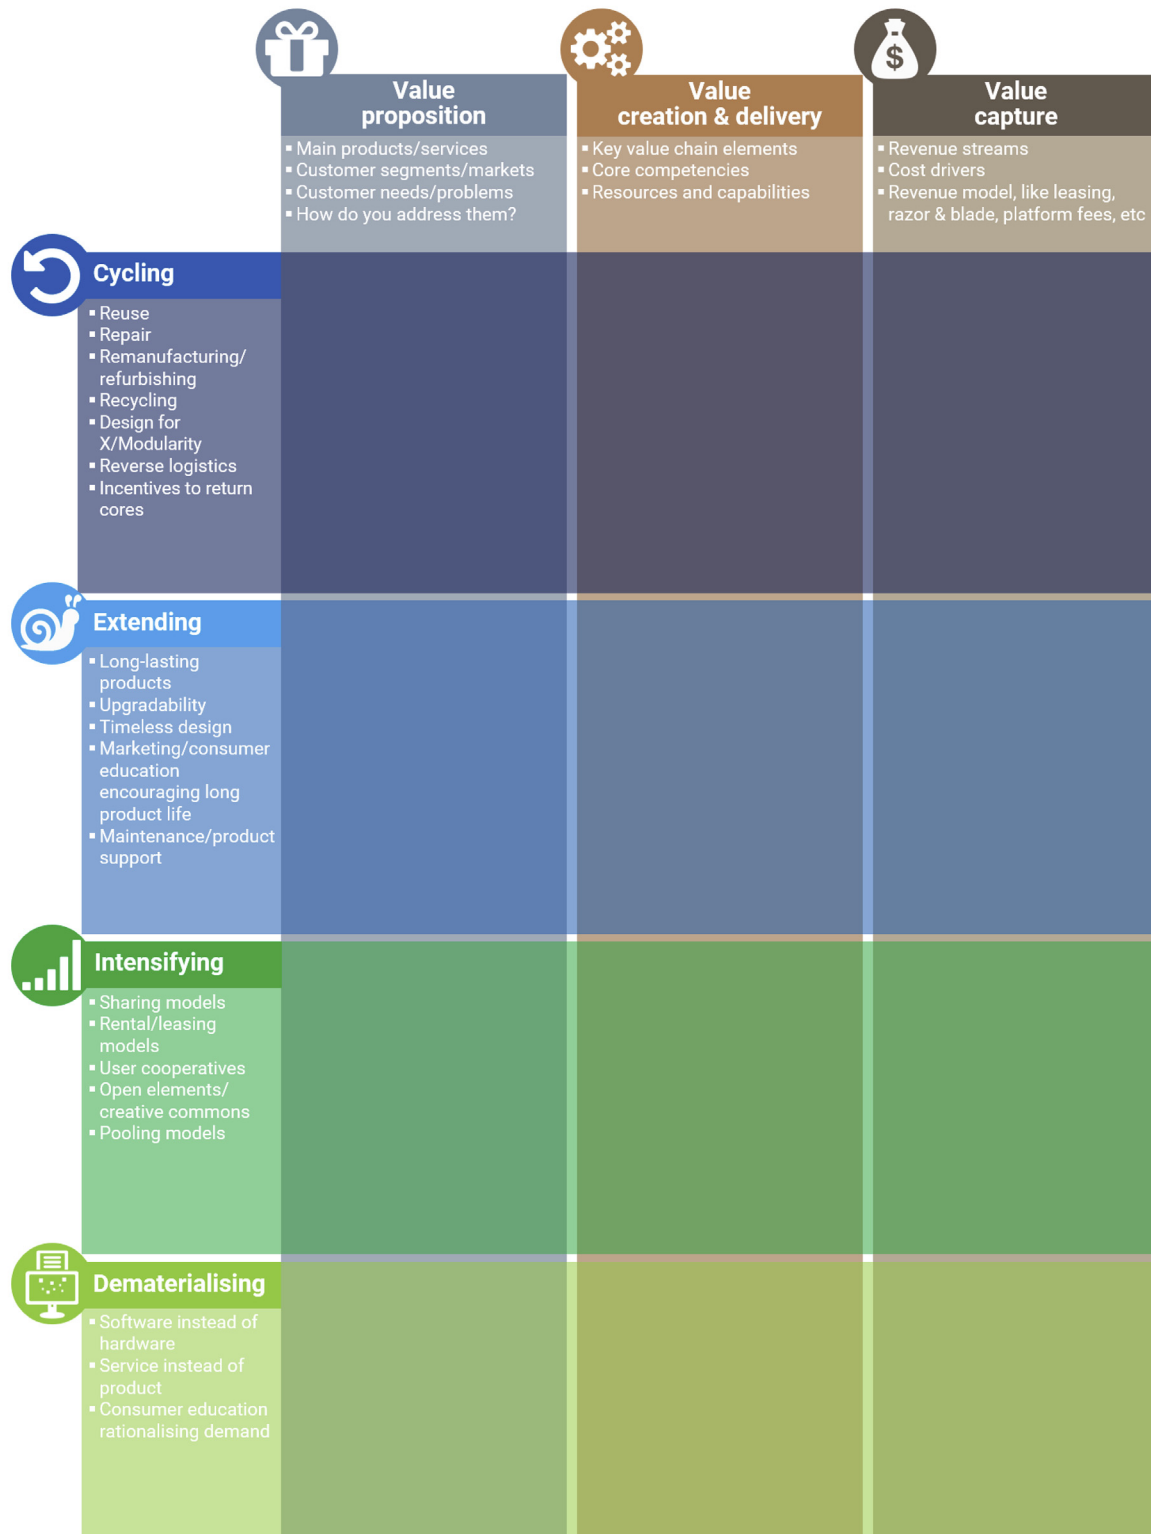 Value
proposition
Value
creation & delivery
$
Value
capture
▪ Main products/services
▪ Customer segments/markets
▪ Customer needs/problems
▪ How do you address them?
▪ Key value chain elements
▪ Core competencies
▪ Resources and capabilities
▪ Revenue streams
▪ Cost drivers
▪ Revenue model, like leasing,
razor & blade, platform fees, etc
Cycling
▪ Reuse
▪ Repair
▪ Remanufacturing/
refurbishing
▪ Recycling
▪ Design for
X/Modularity
▪ Reverse logistics
▪ Incentives to return
cores
Extending
▪ Long-lasting
products
▪ Upgradability
▪ Timeless design
▪ Marketing/consumer
education
encouraging long
product life
▪ Maintenance/product
support
Intensifying
▪ Sharing models
▪ Rental/leasing
models
▪ User cooperatives
▪ Open elements/
creative commons
▪ Pooling models
Dematerialising
▪ Software instead of
hardware
▪ Service instead of
product
▪ Consumer education
rationalising demand